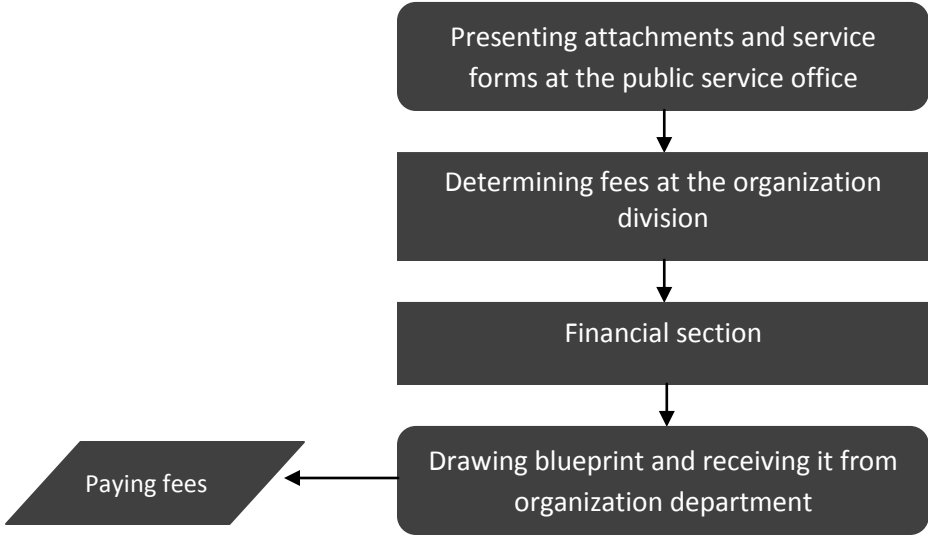 Presenting attachments and service
forms at the public service office
Determining fees at the organization
division
Financial section
Drawing blueprint and receiving it from
organization department
Paying fees